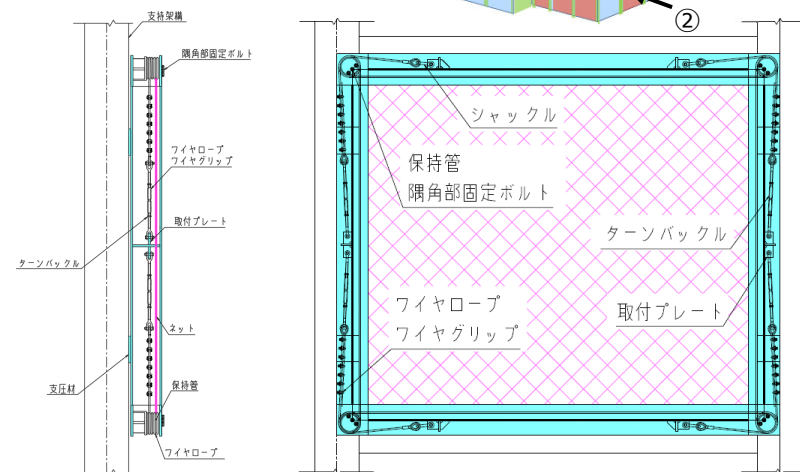 ②
支持架構
隅角部固定ボルト
ワイヤロープ
ワイヤグリップ
取付プレート
ターンバックル
ネット
支圧材
保持管
ワイヤロープ
シャックル
保持管
隅角部固定ボルト
ターンバックル
ワイヤロープ
ワイヤグリップ
取付プレート